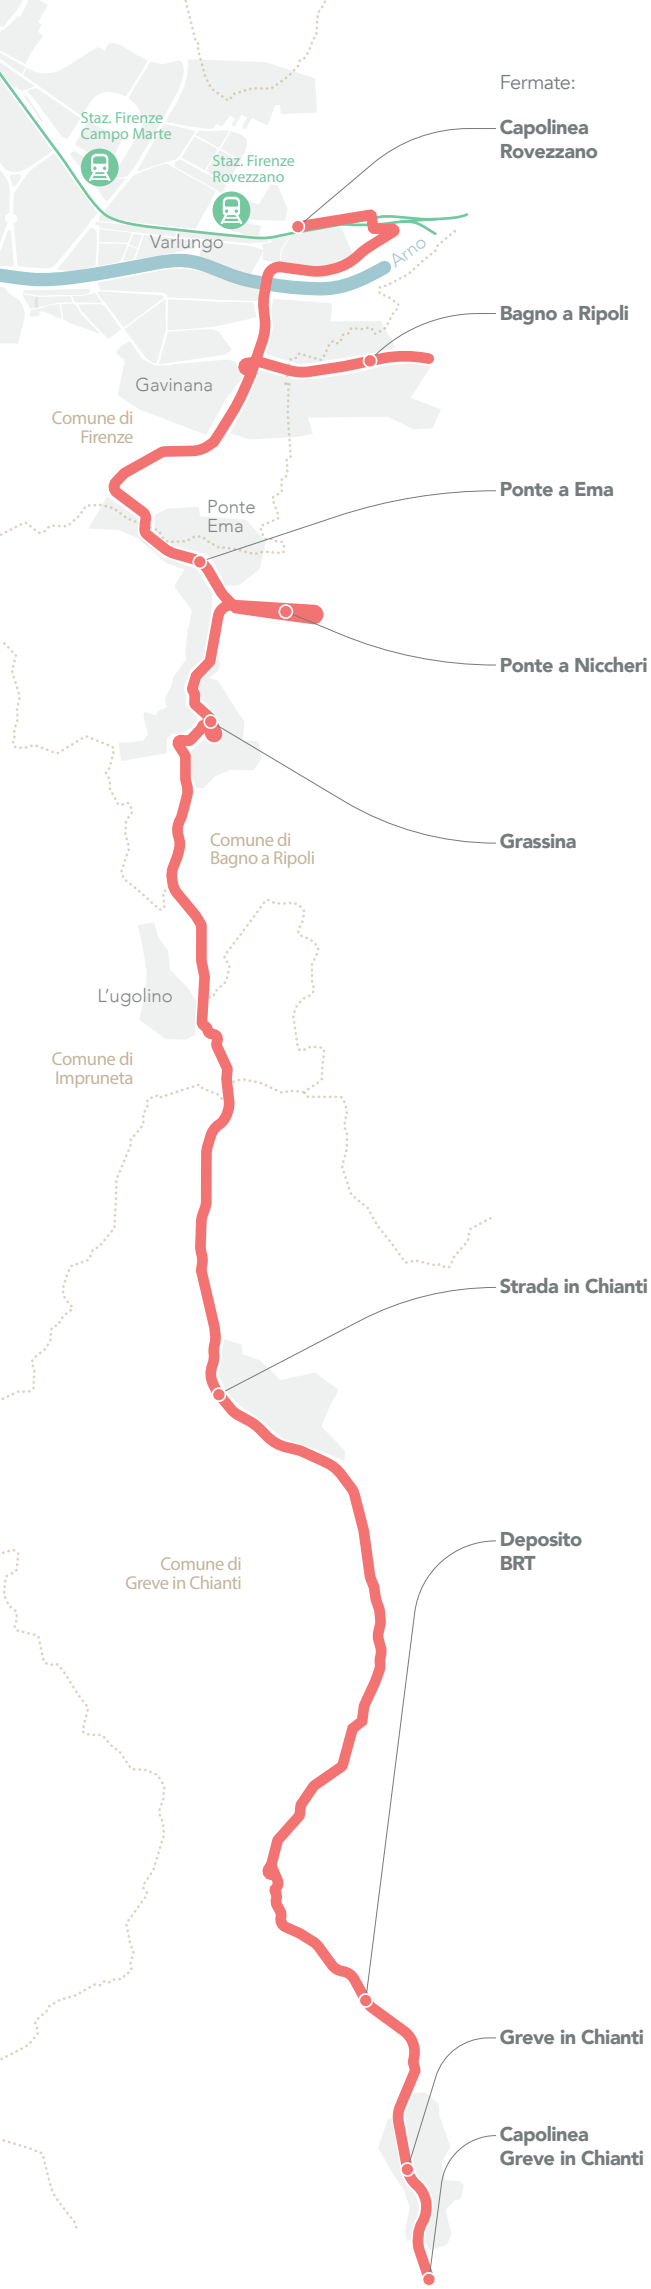 Fermate:
Staz. Firenze
Campo Marte
Capolinea
Rovezzano
Staz. Firenze
Rovezzano
Varlungo
Arno
Bagno a Ripoli
Gavinana
Comune di
Firenze
Ponte a Ema
Ponte
Ema
Ponte a Niccheri
Grassina
Comune di
Bagno a Ripoli
L'ugolino
Comune di
Impruneta
Strada in Chianti
Deposito
BRT
Comune di
Greve in Chianti
Greve in Chianti
Capolinea
Greve in Chianti